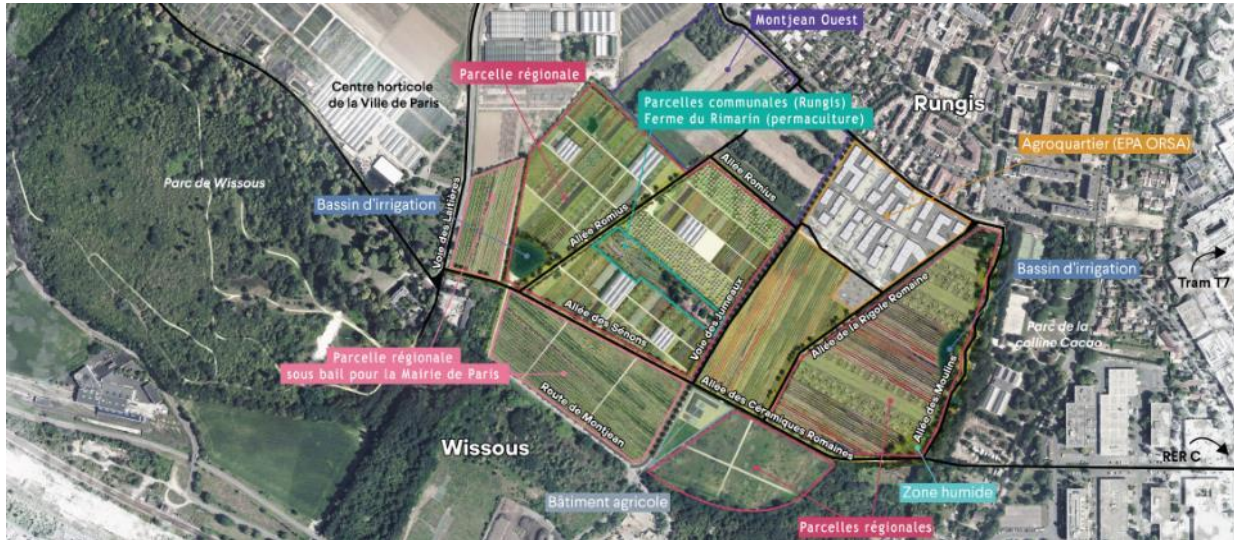 Montjean Ouest
Parcelle régionale
Centre horticole
de la Ville de Paris
Parcelles communales (Rungis)
Ferme du Rimarin (permaculture)
Rungis
Agroquartier (EPA ORSA)
Parc de Wissous
Bassin d'irrigation
Voie des Laitières
Allée Romius
Allée Romius
Bassin d'irrigation
Tram T7
Allée des Sénons
Voie des Jumeaux
Allée de la Rigole Romaine
Parc de la
colline Cacao
Parcelle régionale
sous bail pour la Mairie de Paris
Route de Montjean
Allée des Céramiques Romaines
Allée des Moulins
Wissous
RER C
Zone humide
Bâtiment agricole
Parcelles régionales